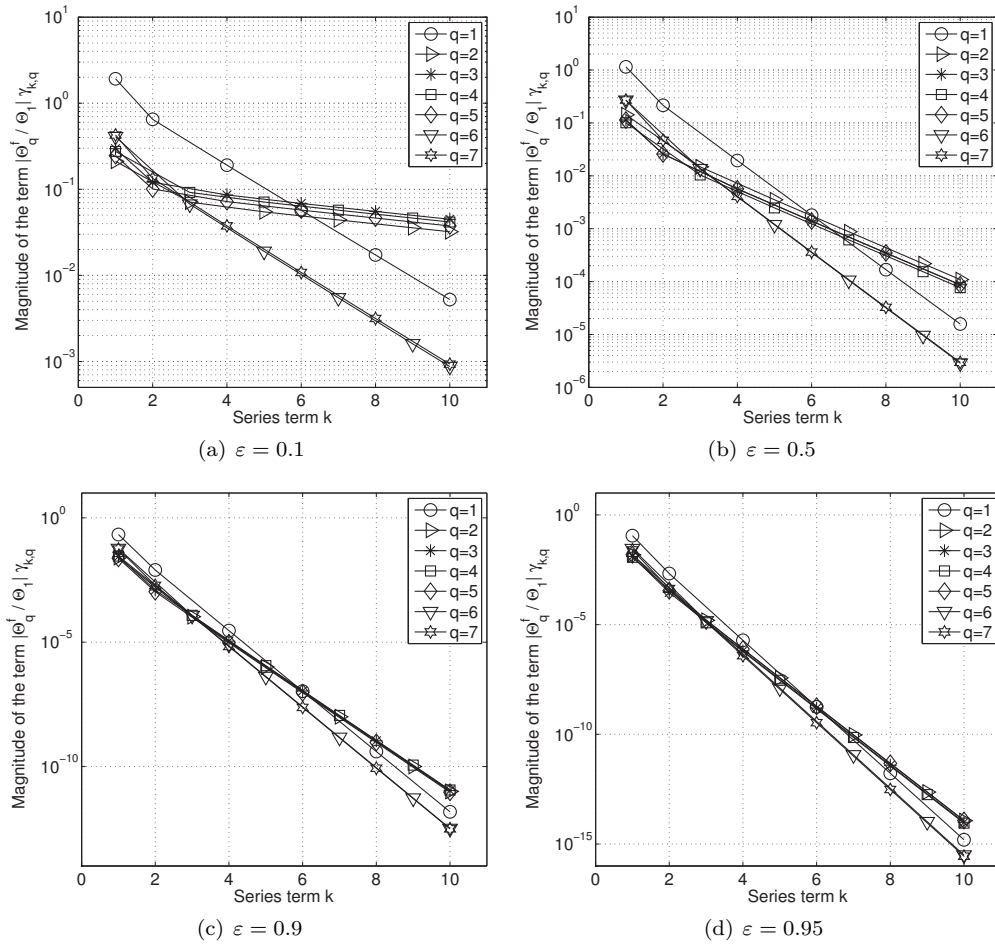 Magnitude of the term |Θ_q^f / Θ_1| γ_{k,q}
10^1
10^0
10^{-1}
10^{-2}
10^{-3}
0 2 4 6 8 10
Series term k
q=1
q=2
q=3
q=4
q=5
q=6
q=7
(a) ε = 0.1
Magnitude of the term |Θ_q^f / Θ_1| γ_{k,q}
10^1
10^0
10^{-1}
10^{-2}
10^{-3}
10^{-4}
10^{-5}
10^{-6}
0 2 4 6 8 10
Series term k
q=1
q=2
q=3
q=4
q=5
q=6
q=7
(b) ε = 0.5
Magnitude of the term |Θ_q^f / Θ_1| γ_{k,q}
10^0
10^{-5}
10^{-10}
0 2 4 6 8 10
Series term k
q=1
q=2
q=3
q=4
q=5
q=6
q=7
(c) ε = 0.9
Magnitude of the term |Θ_q^f / Θ_1| γ_{k,q}
10^0
10^{-5}
10^{-10}
10^{-15}
0 2 4 6 8 10
Series term k
q=1
q=2
q=3
q=4
q=5
q=6
q=7
(d) ε = 0.95